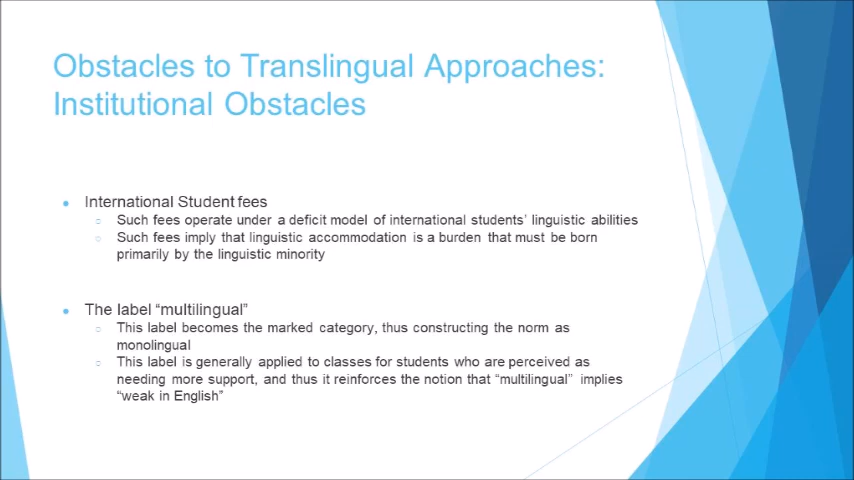 Obstacles to Translingual Approaches:
Institutional Obstacles
International Student fees
Such fees operate under a deficit model of international students’ linguistic abilities
Such fees imply that linguistic accommodation is a burden that must be born
primarily by the linguistic minority
The label “multilingual”
This label becomes the marked category, thus constructing the norm as
monolingual
This label is generally applied to classes for students who are perceived as
needing more support, and thus it reinforces the notion that “multilingual” implies
“weak in English”